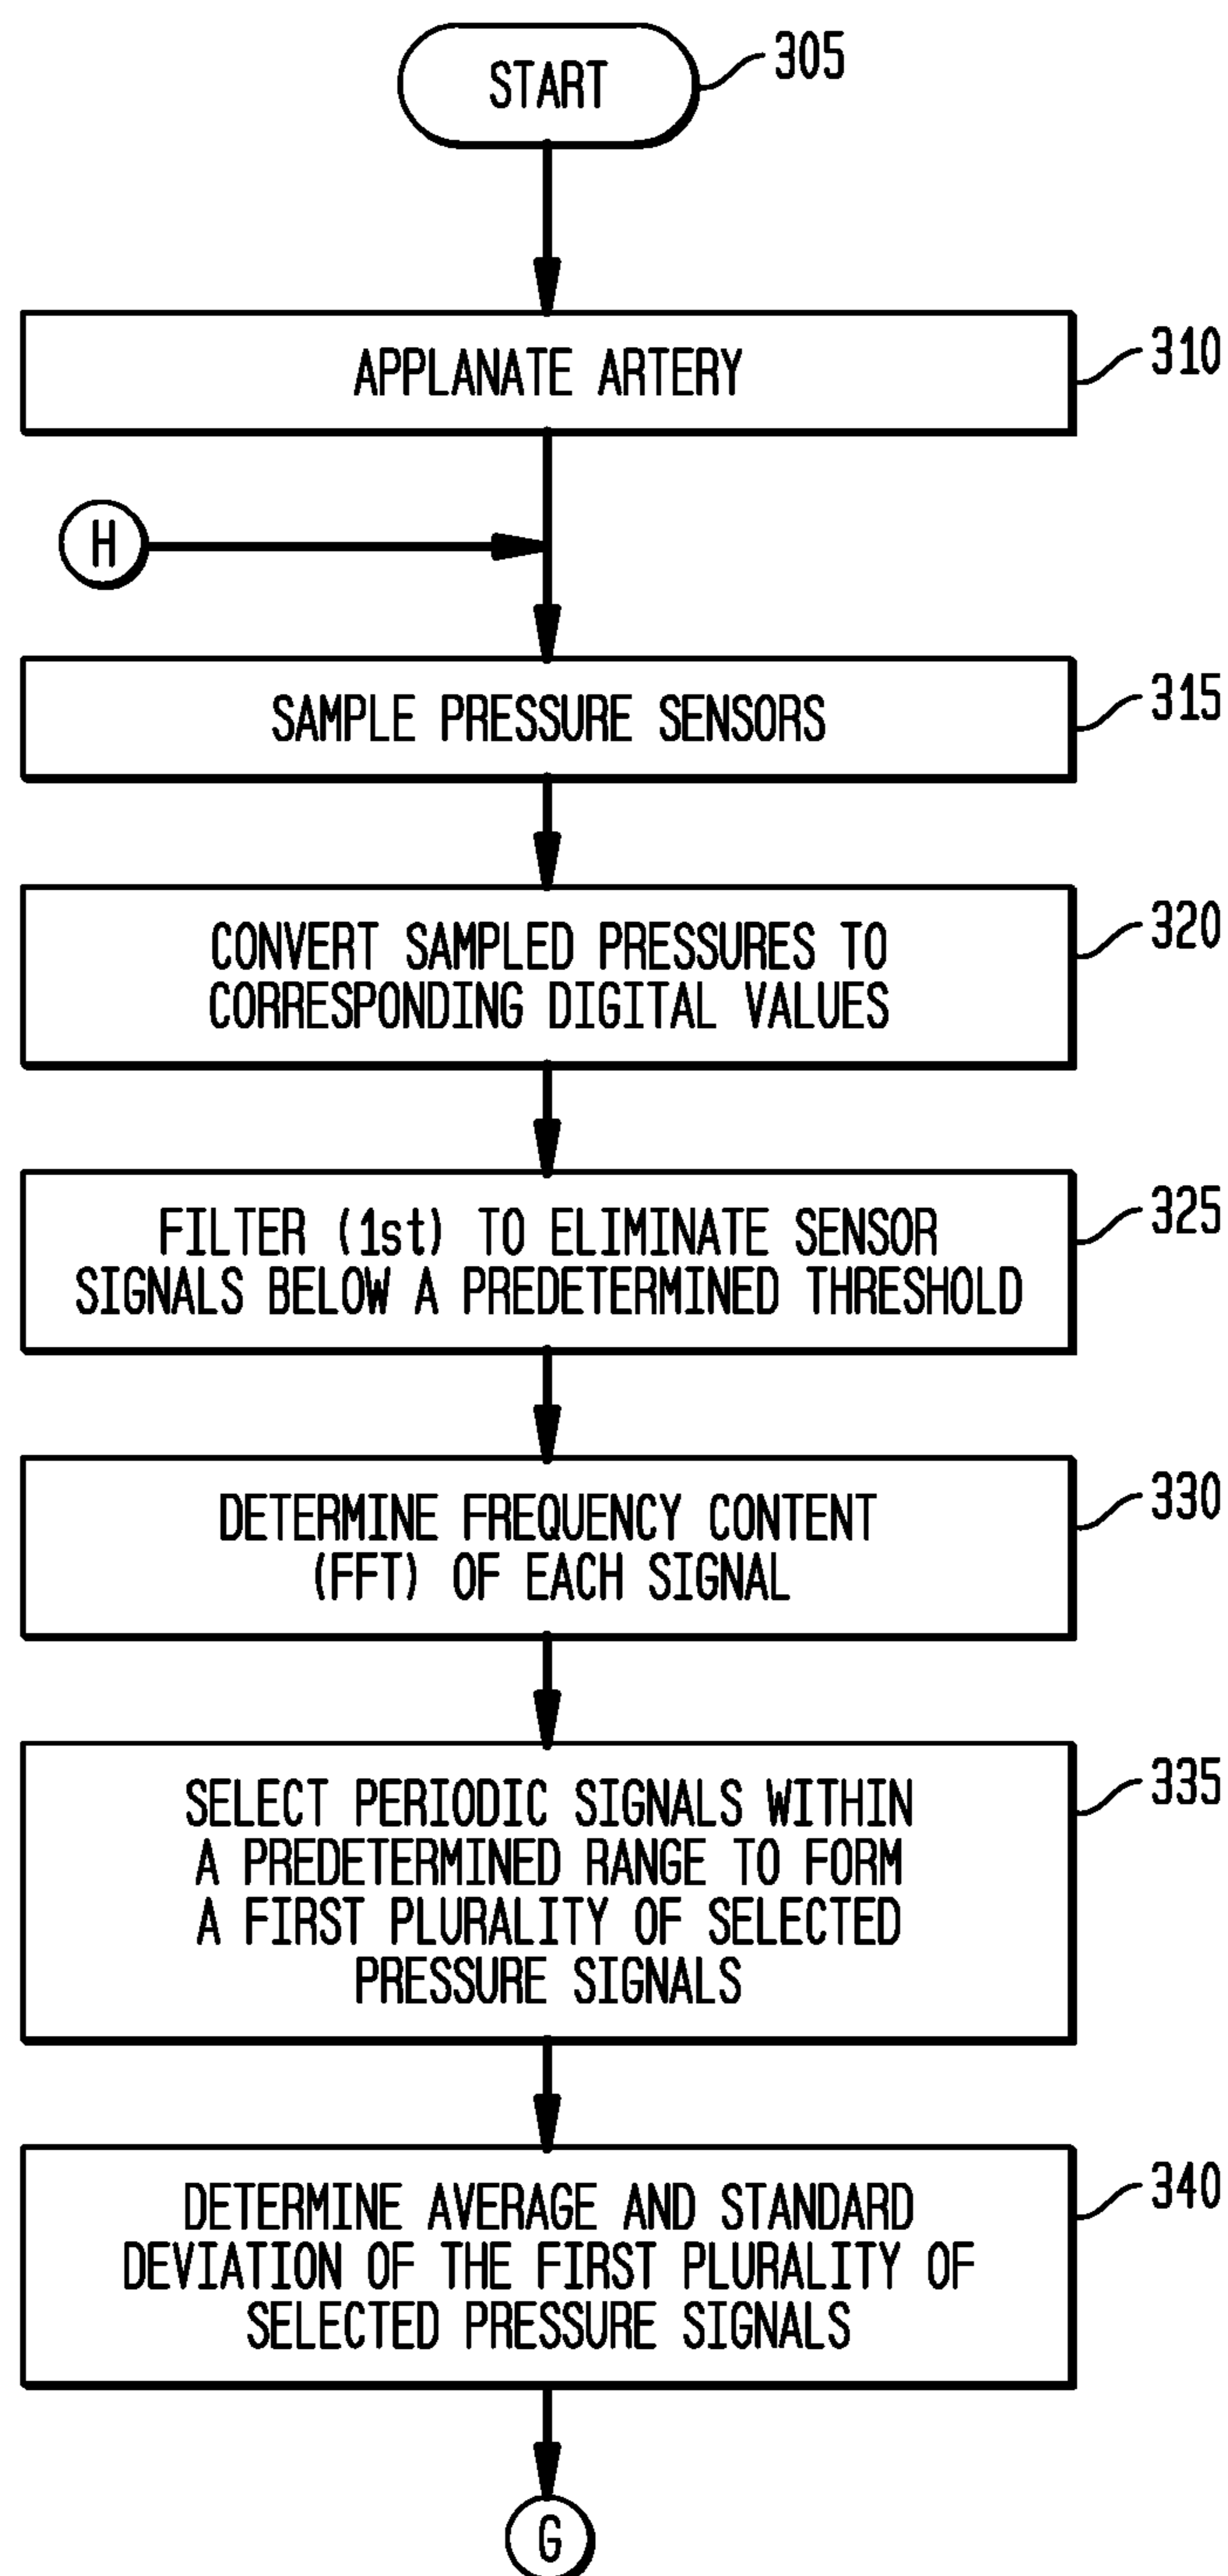 START
305
APPLANATE ARTERY
310
H
SAMPLE PRESSURE SENSORS
315
CONVERT SAMPLED PRESSURES TO
CORRESPONDING DIGITAL VALUES
320
FILTER (1st) TO ELIMINATE SENSOR
SIGNALS BELOW A PREDETERMINED THRESHOLD
325
DETERMINE FREQUENCY CONTENT
(FFT) OF EACH SIGNAL
330
SELECT PERIODIC SIGNALS WITHIN
A PREDETERMINED RANGE TO FORM
A FIRST PLURALITY OF SELECTED
PRESSURE SIGNALS
335
DETERMINE AVERAGE AND STANDARD
DEVIATION OF THE FIRST PLURALITY OF
SELECTED PRESSURE SIGNALS
340
G